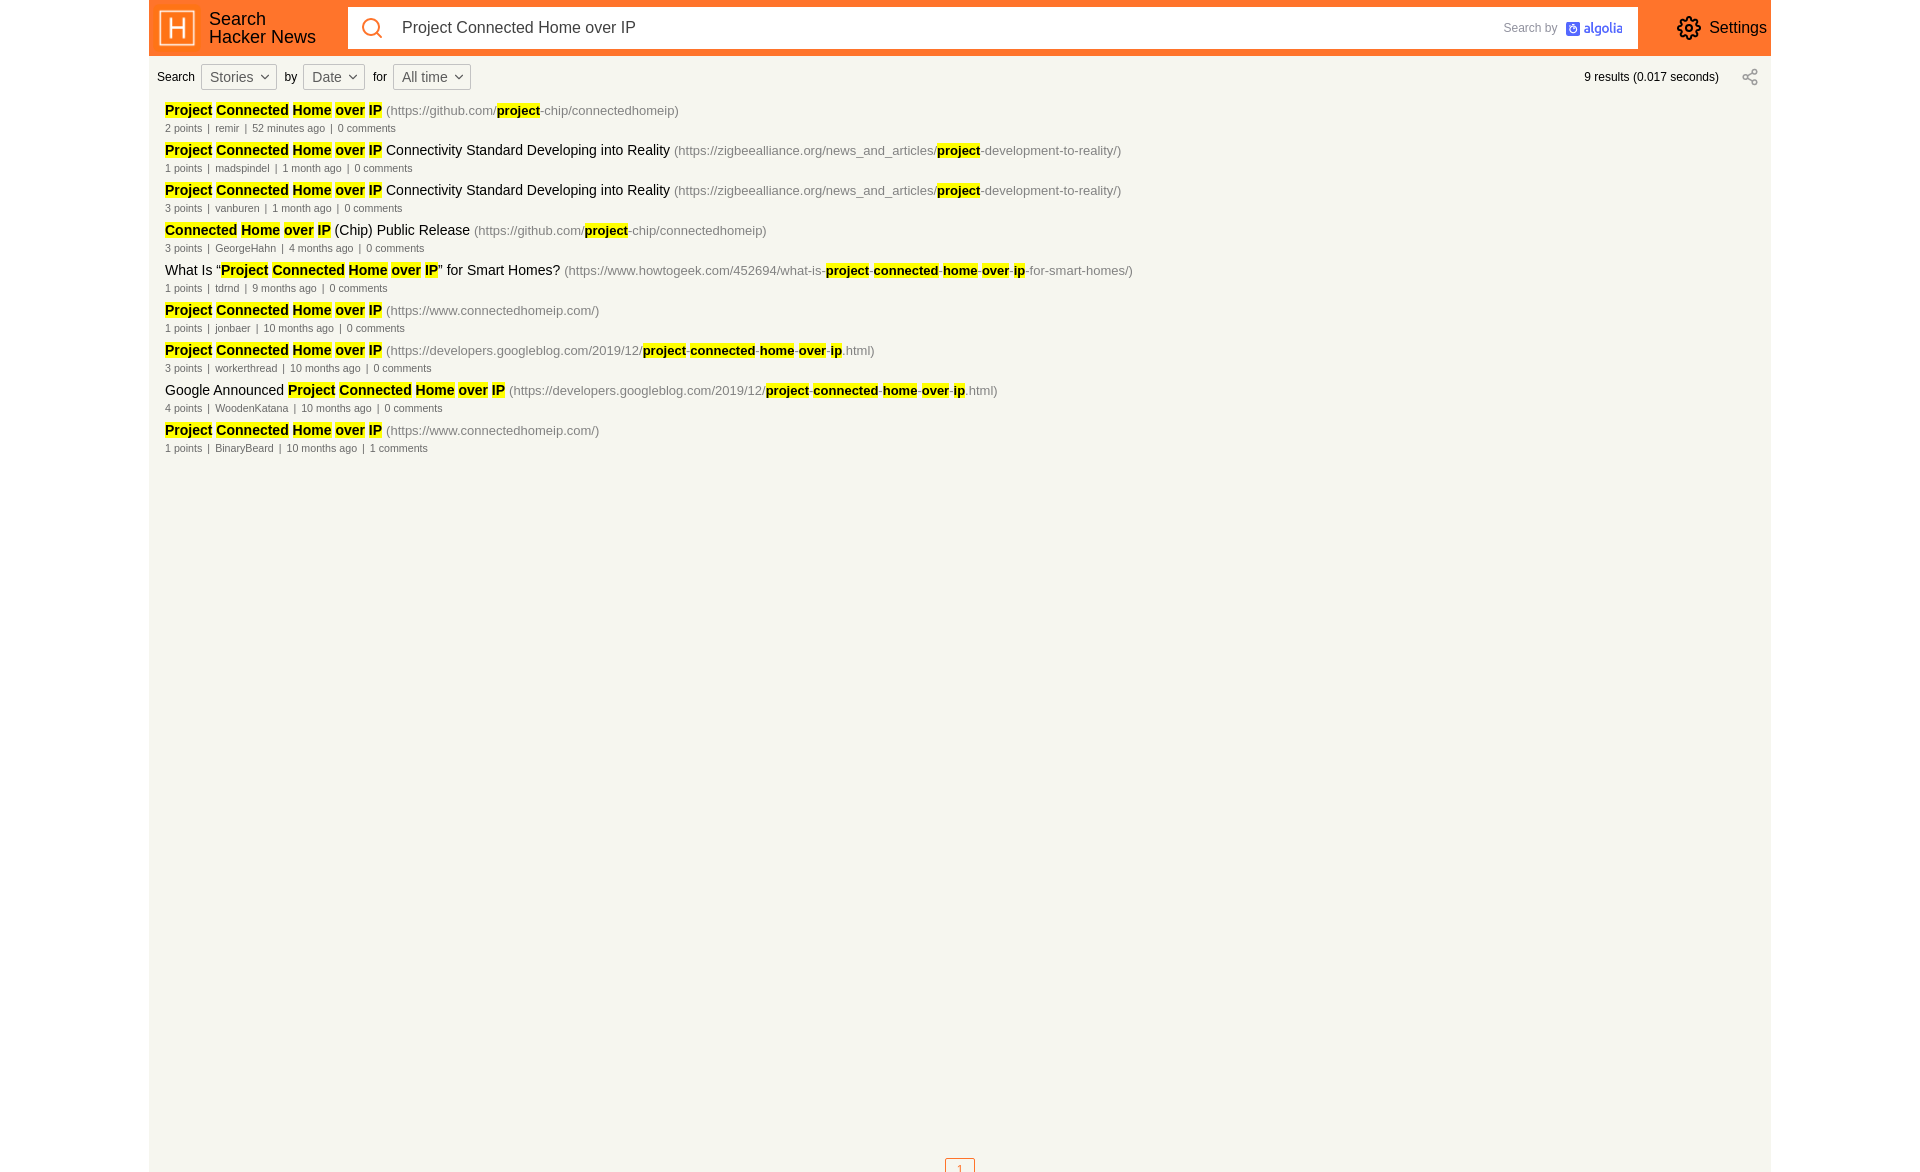 Search
Hacker News
Project Connected Home over IP
Search by algolia
Settings
Search Stories by Date for All time
9 results (0.017 seconds)
Project Connected Home over IP (https://github.com/project-chip/connectedhomeip)
2 points | remir | 52 minutes ago | 0 comments
Project Connected Home over IP Connectivity Standard Developing into Reality (https://zigbeealliance.org/news_and_articles/project-development-to-reality/)
1 points | madspindel | 1 month ago | 0 comments
Project Connected Home over IP Connectivity Standard Developing into Reality (https://zigbeealliance.org/news_and_articles/project-development-to-reality/)
3 points | vanburen | 1 month ago | 0 comments
Connected Home over IP (Chip) Public Release (https://github.com/project-chip/connectedhomeip)
3 points | GeorgeHahn | 4 months ago | 0 comments
What Is “Project Connected Home over IP” for Smart Homes? (https://www.howtogeek.com/452694/what-is-project-connected-home-over-ip-for-smart-homes/)
1 points | tdrnd | 9 months ago | 0 comments
Project Connected Home over IP (https://www.connectedhomeip.com/)
1 points | jonbaer | 10 months ago | 0 comments
Project Connected Home over IP (https://developers.googleblog.com/2019/12/project-connected-home-over-ip.html)
3 points | workerthread | 10 months ago | 0 comments
Google Announced Project Connected Home over IP (https://developers.googleblog.com/2019/12/project-connected-home-over-ip.html)
4 points | WoodenKatana | 10 months ago | 0 comments
Project Connected Home over IP (https://www.connectedhomeip.com/)
1 points | BinaryBeard | 10 months ago | 1 comments
1